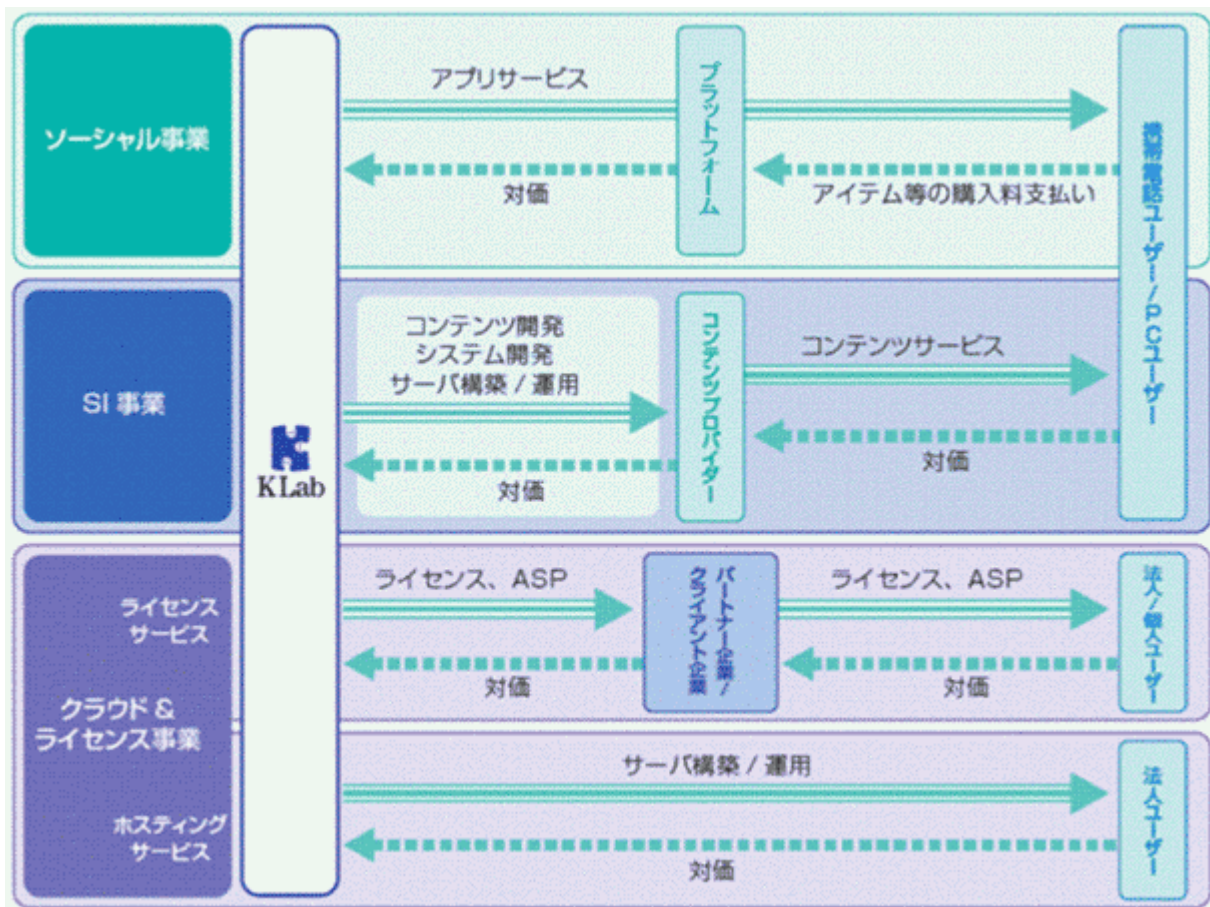 ソーシャル事業
アプリサービス
対価
プラットフォーム
アイテム等の購入料支払い
携帯電話ユーザー/PCユーザー
SI 事業
KLab
コンテンツ開発
システム開発
サーバ構築 / 運用
対価
コンテンツプロバイダー
コンテンツサービス
対価
ライセンス
サービス
クラウド &
ライセンス事業
ホスティング
サービス
ライセンス、ASP
対価
パートナー企業/
クライアント企業
ライセンス、ASP
対価
法人/個人ユーザー
サーバ構築 / 運用
対価
法人ユーザー